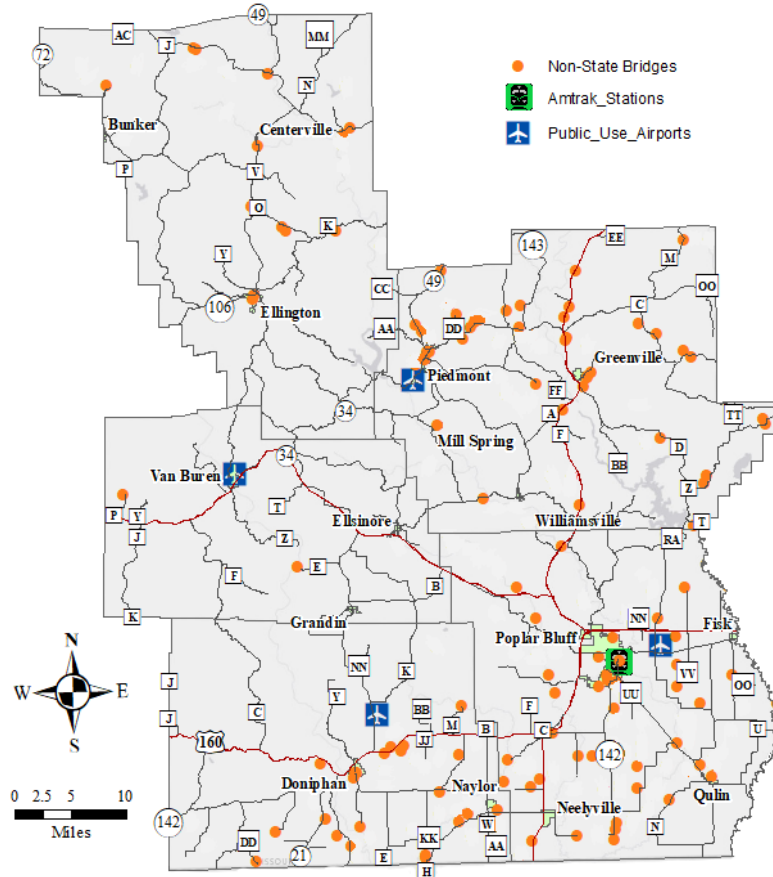 49
AC
J
MM
72
N
Bunker
Centerville
P
V
O
K
Y
106
Ellington
Non-State Bridges
Amtrak_Stations
Public_Use_Airports
143
EE
M
49
CC
OO
C
AA
DD
Greenville
Piedmont
FF
34
A
F
TT
Mill Spring
D
BB
Van Buren
34
Z
T
P
Y
J
Ellsinore
Williamsville
T
Z
RA
E
F
B
K
Grandin
NN
Fisk
Poplar Bluff
N
W
E
S
NN
K
J
Y
UU
VV
OO
J
C
BB
M
F
JJ
B
C
U
160
142
0 2.5 5 10
Miles
Doniphan
Naylor
Neelyville
Qulin
142
DD
21
E
KK
W
AA
N
H